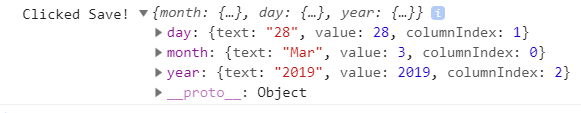 Clicked Save! ▼{month: {…}, day: {…}, year: {…}} i
▶day: {text: "28", value: 28, columnIndex: 1}
▶month: {text: "Mar", value: 3, columnIndex: 0}
▶year: {text: "2019", value: 2019, columnIndex: 2}
▶__proto__: Object